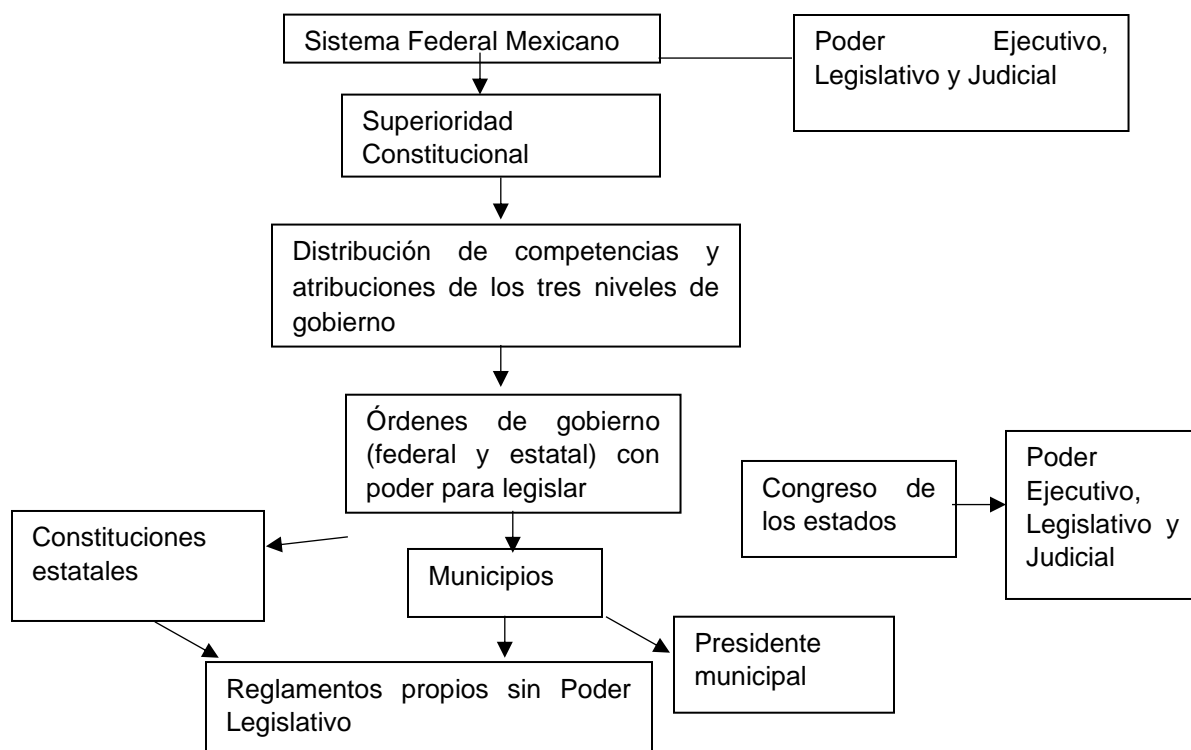 Sistema Federal Mexicano
Poder Ejecutivo,
Legislativo y Judicial
Superioridad
Constitucional
Distribución de competencias y
atribuciones de los tres niveles de
gobierno
Órdenes de gobierno
(federal y estatal) con
poder para legislar
Congreso de
los estados
Poder
Ejecutivo,
Legislativo y
Judicial
Constituciones
estatales
Municipios
Presidente
municipal
Reglamentos propios sin Poder
Legislativo